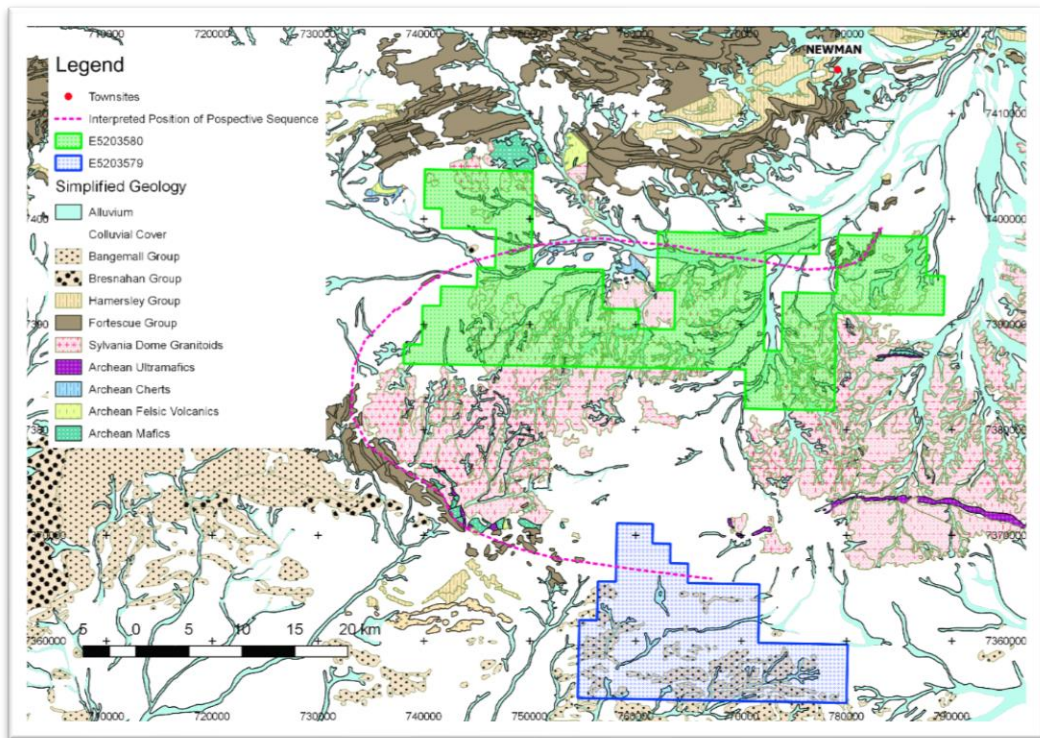 710000 720000 730000 740000 780000
NEWMAN
Legend
Townsites
Interpreted Position of Pospective Sequence
E5203580
E5203579
Simplified Geology
Alluvium
Colluvial Cover
Bangemall Group
Bresnahan Group
Hamersley Group
Fortescue Group
Sylvania Dome Granitoids
Archean Ultramafics
Archean Cherts
Archean Felsic Volcanics
Archean Mafics
7410000
7400000
7390000
7380000
7370000
7360000 7360000
5 0 5 10 15 20 km
710000 720000 730000 740000 750000 770000 780000 790000